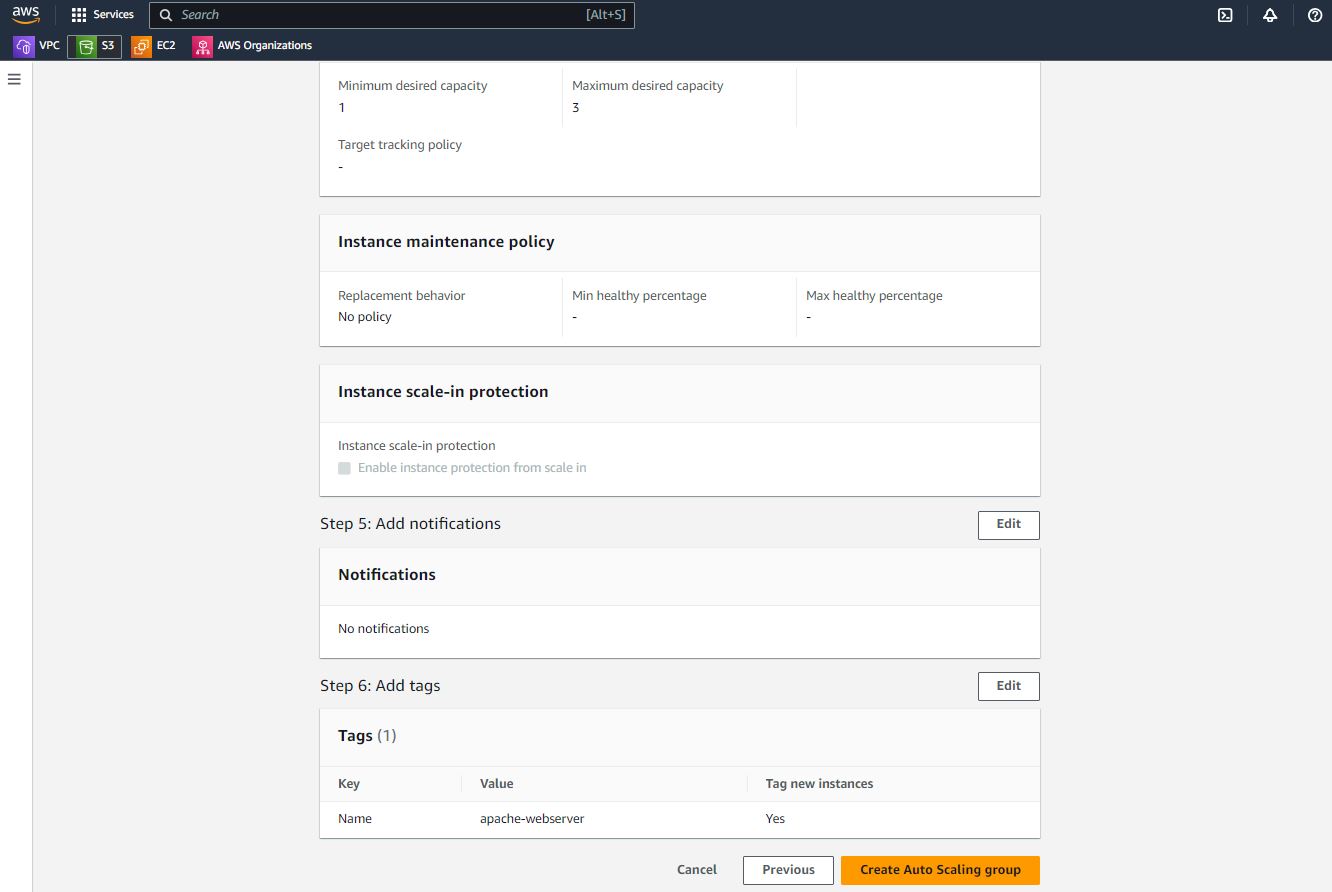 aws Services Search [Alt+S]
VPC S3 EC2 AWS Organizations
Minimum desired capacity Maximum desired capacity
1 3
Target tracking policy
-
Instance maintenance policy
Replacement behavior Min healthy percentage Max healthy percentage
No policy - -
Instance scale-in protection
Instance scale-in protection
Enable instance protection from scale in
Step 5: Add notifications Edit
Notifications
No notifications
Step 6: Add tags Edit
Tags (1)
Key Value Tag new instances
Name apache-webserver Yes
Cancel Previous Create Auto Scaling group